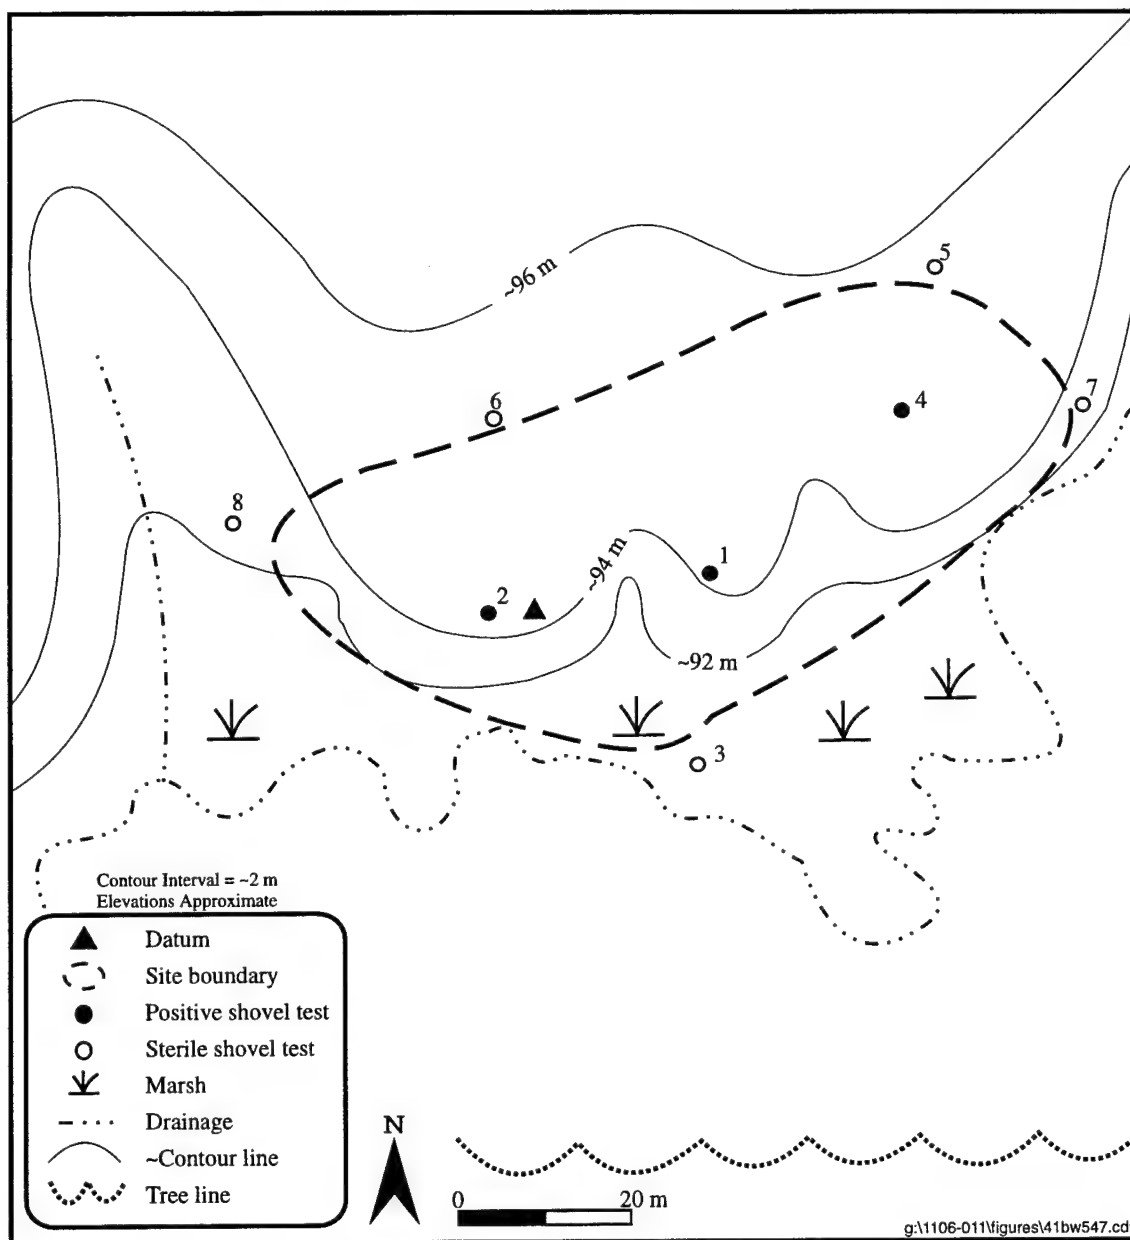 5
~96 m
7
6
4
8
1
~94 m
2
~92 m
3
Contour Interval = ~2 m
Elevations Approximate
Datum
Site boundary
Positive shovel test
Sterile shovel test
Marsh
Drainage
~Contour line
Tree line
N
0 20 m
g:\1106-011\figures\41bw547.cd